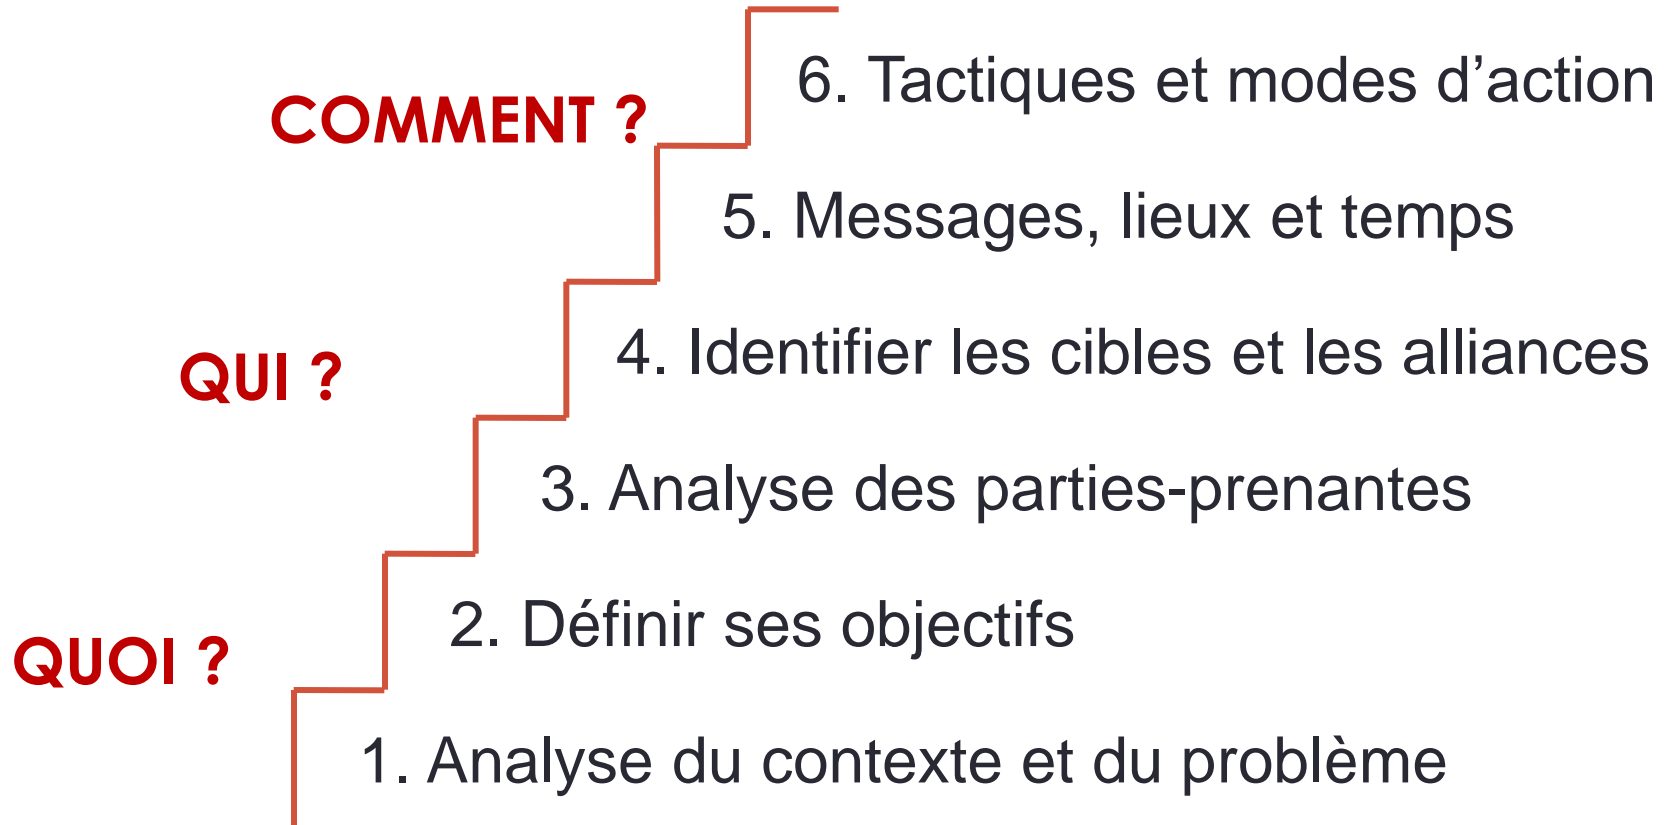 6. Tactiques et modes d’action
COMMENT ?
5. Messages, lieux et temps
4. Identifier les cibles et les alliances
QUI ?
3. Analyse des parties-prenantes
2. Définir ses objectifs
QUOI ?
1. Analyse du contexte et du problème